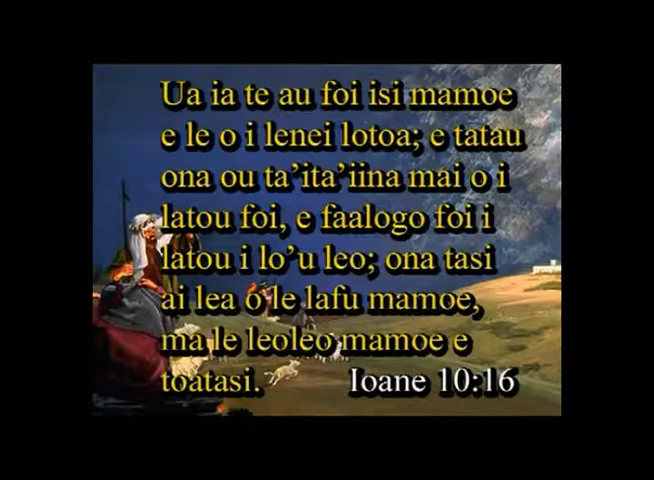 Ua ia te au foi isi mamoe
e le o i lenei lotoa; e tatau
ona ou ta’ita’iina mai o i
latou foi, e faalogo foi i
latou i lo’u leo; ona tasi
ai lea o le lafu mamoe,
ma le leoleo mamoe e
toatasi. Ioane 10:16